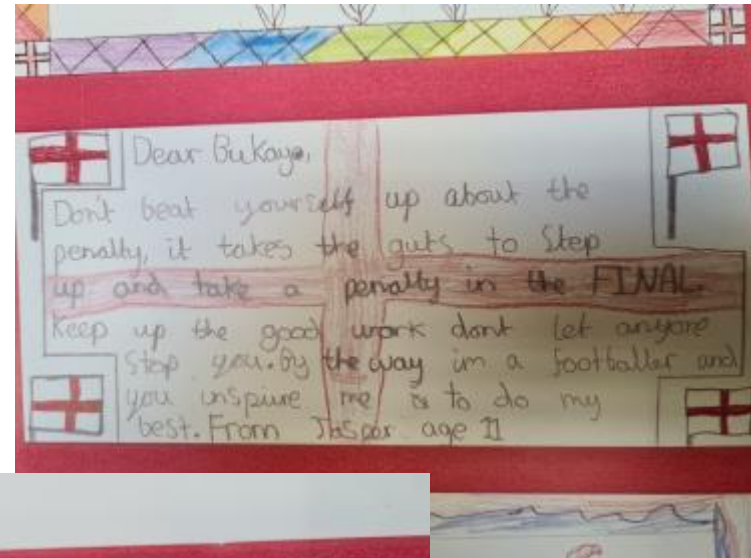 Dear Bukayo,
Don't beat yourself up about the
penalty, it takes the guts to Step
up and take a penalty in the FINAL.
Keep up the good work dont let anyone
Stop you. By the way im a footballer and
you inspiure me to do my
best. From Jaspar age 11